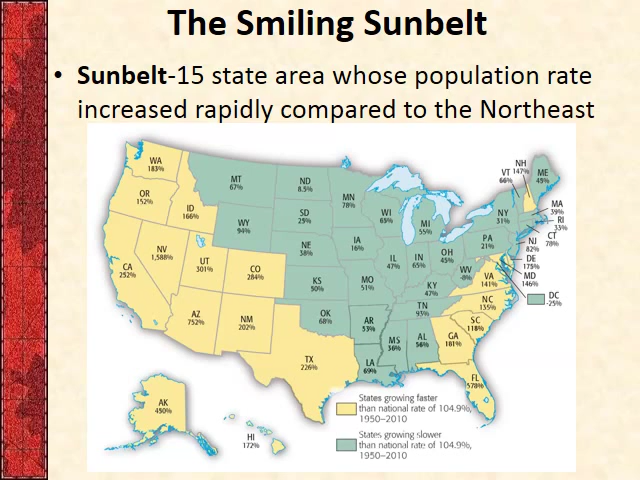 The Smiling Sunbelt
• Sunbelt-15 state area whose population rate
increased rapidly compared to the Northeast
WA
183%
OR
152%
ID
166%
MT
67%
ND
8.5%
MN
78%
WY
94%
SD
25%
WI
65%
MI
55%
NV
1,588%
UT
301%
CO
284%
NE
38%
IA
16%
CA
252%
AZ
752%
NM
202%
KS
50%
OK
68%
TX
226%
MO
51%
AR
53%
LA
69%
IL
47%
IN
65%
OH
45%
KY
47%
TN
93%
MS
36%
AL
56%
GA
181%
FL
578%
SC
118%
NC
135%
VA
141%
WV
-8%
PA
21%
NY
31%
VT
66%
NH
147%
ME
45%
MA
39%
RI
33%
CT
78%
NJ
82%
DE
175%
MD
146%
DC
-25%
AK
450%
HI
172%
States growing faster
than national rate of 104.9%,
1950–2010
States growing slower
than national rate of 104.9%,
1950–2010